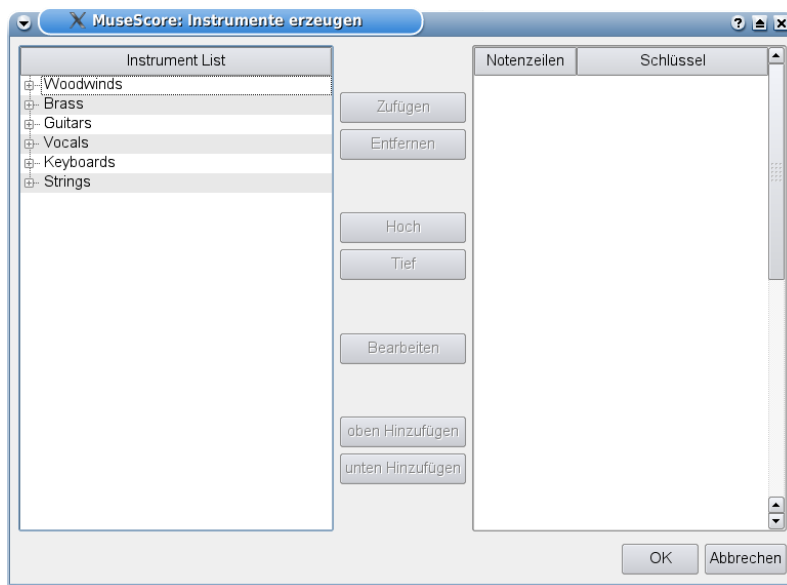 MuseScore: Instrumente erzeugen
Instrument List
Woodwinds
Brass
Guitars
Vocals
Keyboards
Strings
Zufügen
Entfernen
Hoch
Tief
Bearbeiten
oben Hinzufügen
unten Hinzufügen
Notenzeilen Schlüssel
OK Abbrechen